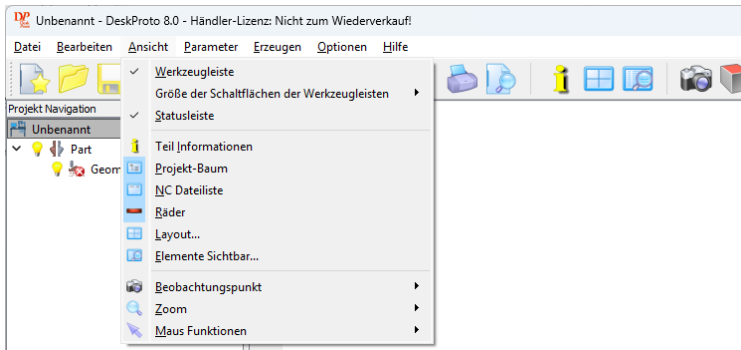 Unbenannt - DeskProto 8.0 - Händler-Lizenz: Nicht zum Wiederverkauf!
Datei Bearbeiten Ansicht Parameter Erzeugen Optionen Hilfe
Projekt Navigation
Unbenannt
Part
Geom
Werkzeugleiste
Größe der Schaltflächen der Werkzeugleisten
Statusleiste
Teil Informationen
Projekt-Baum
NC Dateiliste
Räder
Layout...
Elemente Sichtbar...
Beobachtungspunkt
Zoom
Maus Funktionen